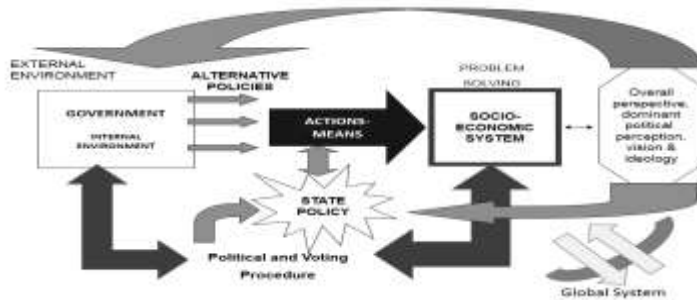 EXTERNAL
ENVIRONMENT
ALTERNATIVE
POLICIES
GOVERNMENT
INTERNAL
ENVIRONMENT
ACTIONS-
MEANS
PROBLEM
SOLVING
SOCIO-
ECONOMIC
SYSTEM
Overall
perspective,
dominant
political
perception,
vision &
ideology
STATE
POLICY
Political and Voting
Procedure
Global System